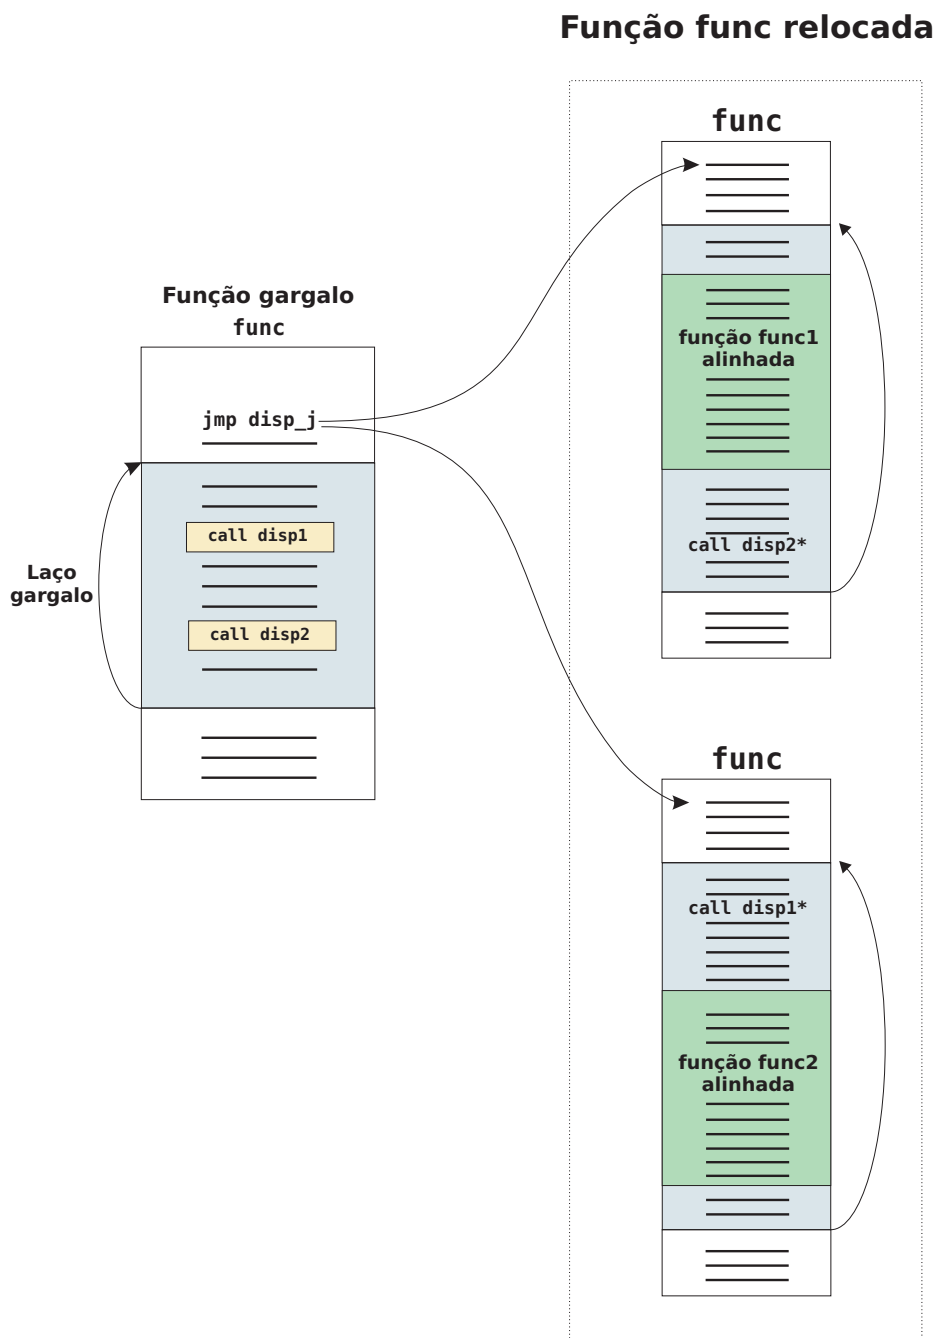 Função func relocada
func
função func1
alinhada
call disp2*
Função gargalo
func
jmp disp_j
call disp1
call disp2
Laço
gargalo
func
call disp1*
função func2
alinhada